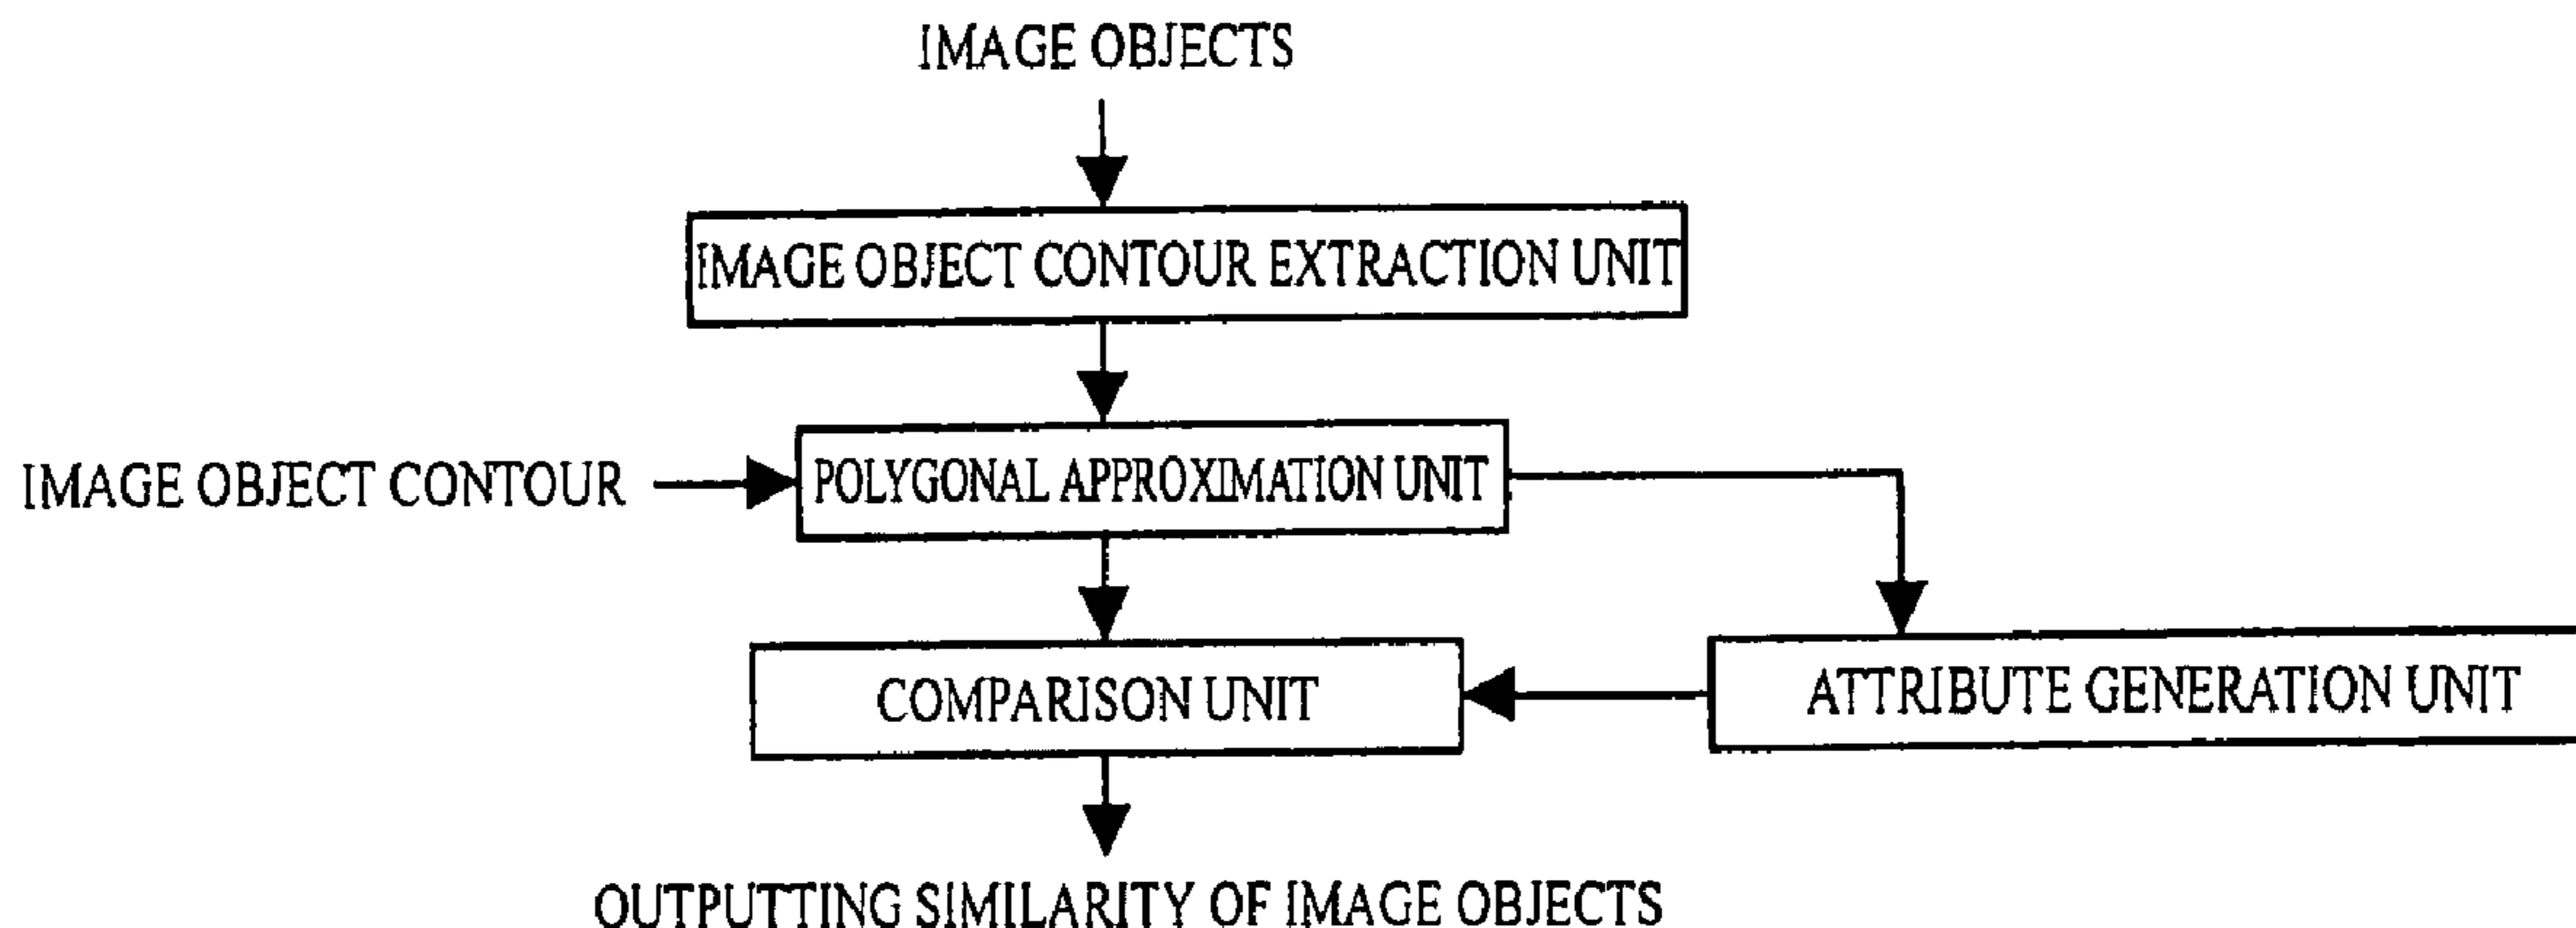 IMAGE OBJECTS
IMAGE OBJECT CONTOUR EXTRACTION UNIT
IMAGE OBJECT CONTOUR
POLYGONAL APPROXIMATION UNIT
COMPARISON UNIT
ATTRIBUTE GENERATION UNIT
OUTPUTTING SIMILARITY OF IMAGE OBJECTS